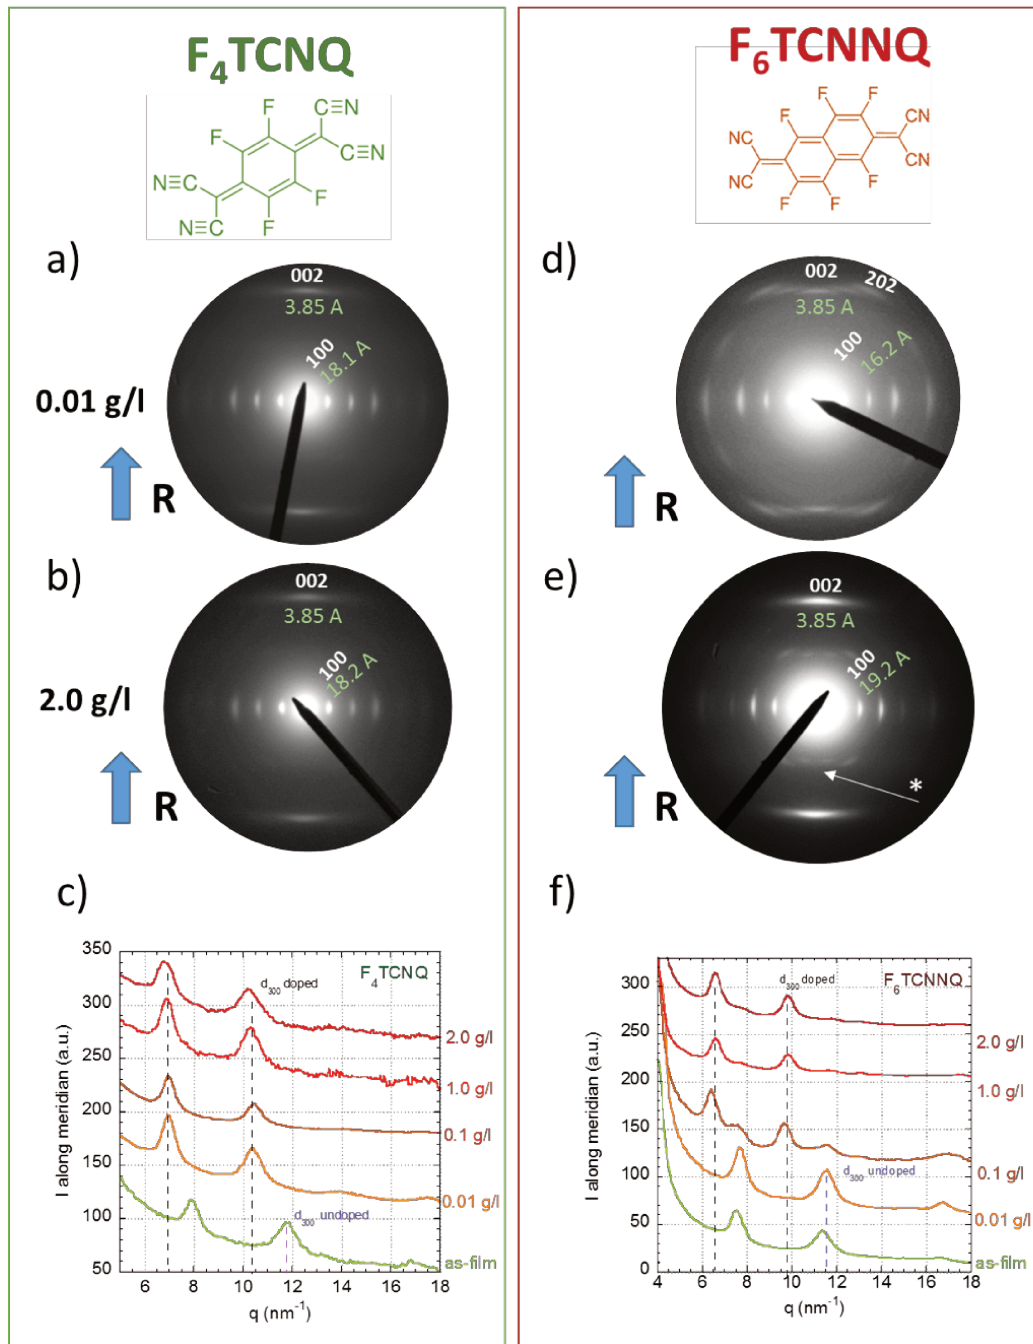 F₄TCNQ
F C≡N
F C≡N
N≡C F
N≡C F
a)
002
3.85 A
100
18.1 A
0.01 g/l
R
b)
002
3.85 A
100
18.2 A
2.0 g/l
R
c)
350
300
250
200
150
100
50
I along meridian (a.u.)
d₃₀₀ doped
F₄TCNQ
2.0 g/l
1.0 g/l
0.1 g/l
0.01 g/l
d₃₀₀ undoped
as-film
6 8 10 12 14 16 18
q (nm⁻¹)
F₆TCNNQ
F F
F CN
NC CN
NC F
F F
d)
002
202
3.85 A
100
16.2 A
R
e)
002
3.85 A
100
19.2 A
*
R
f)
300
250
200
150
100
50
0
I along meridian (a.u.)
d₃₀₀ doped
F₆TCNNQ
2.0 g/l
1.0 g/l
0.1 g/l
d₃₀₀ undoped
0.01 g/l
as-film
4 6 8 10 12 14 16 18
q (nm⁻¹)